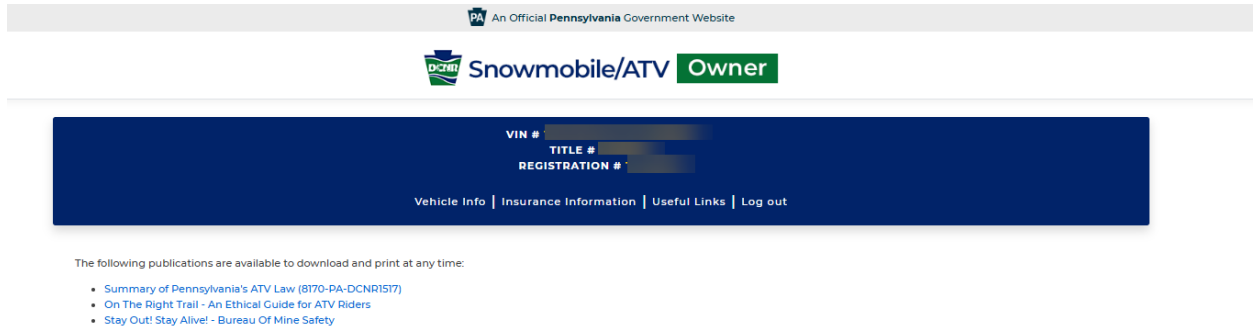 PA An Official Pennsylvania Government Website
DCNR Snowmobile/ATV Owner
VIN #
TITLE #
REGISTRATION #
Vehicle Info | Insurance Information | Useful Links | Log out
The following publications are available to download and print at any time:
Summary of Pennsylvania's ATV Law (8170-PA-DCNR1517)
On The Right Trail - An Ethical Guide for ATV Riders
Stay Out! Stay Alive! - Bureau Of Mine Safety